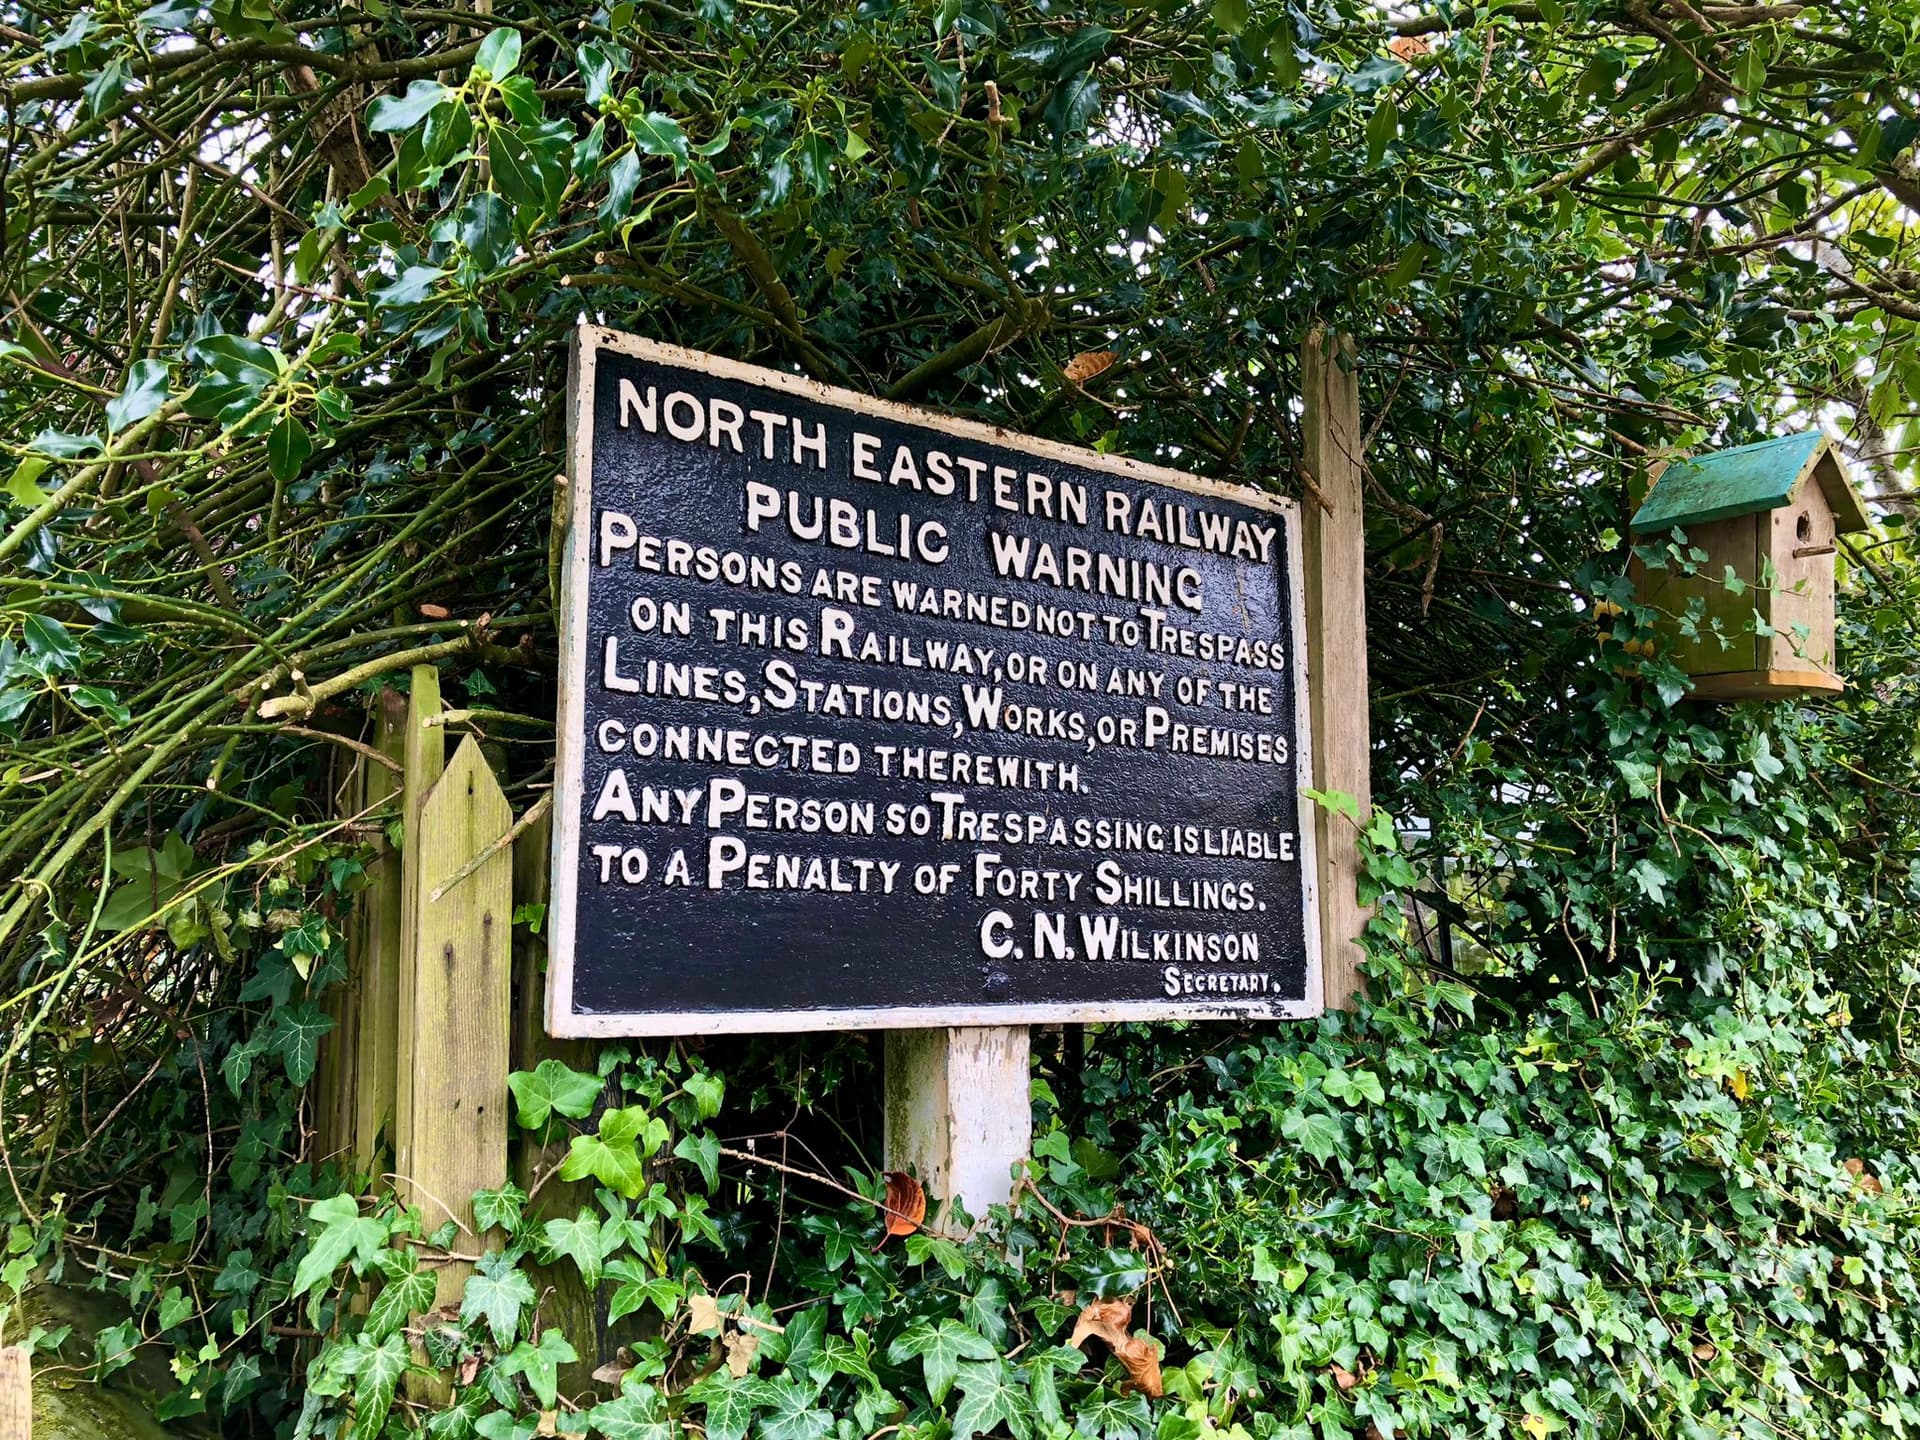 NORTH EASTERN RAILWAY
PUBLIC WARNING
PERSONS ARE WARNED NOT TO TRESPASS
ON THIS RAILWAY, OR ON ANY OF THE
LINES, STATIONS, WORKS, OR PREMISES
CONNECTED THEREWITH.
ANY PERSON SO TRESPASSING IS LIABLE
TO A PENALTY OF FORTY SHILLINGS.
C. N. WILKINSON
SECRETARY.